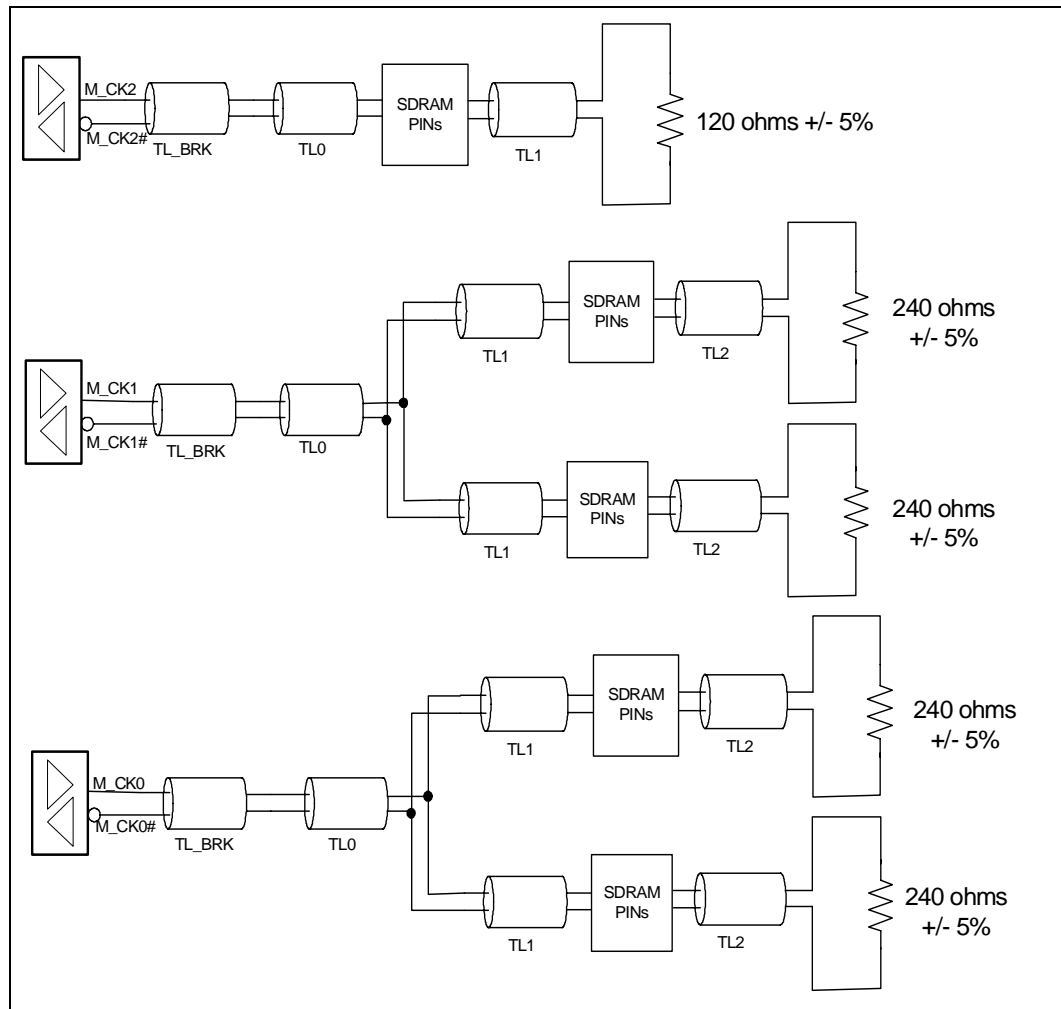 M_CK2
M_CK2#
TL_BRK
TL0
SDRAM
PINs
TL1
120 ohms +/- 5%
M_CK1
M_CK1#
TL_BRK
TL0
TL1
SDRAM
PINs
TL2
240 ohms
+/- 5%
TL1
SDRAM
PINs
TL2
240 ohms
+/- 5%
M_CK0
M_CK0#
TL_BRK
TL0
TL1
SDRAM
PINs
TL2
240 ohms
+/- 5%
TL1
SDRAM
PINs
TL2
240 ohms
+/- 5%